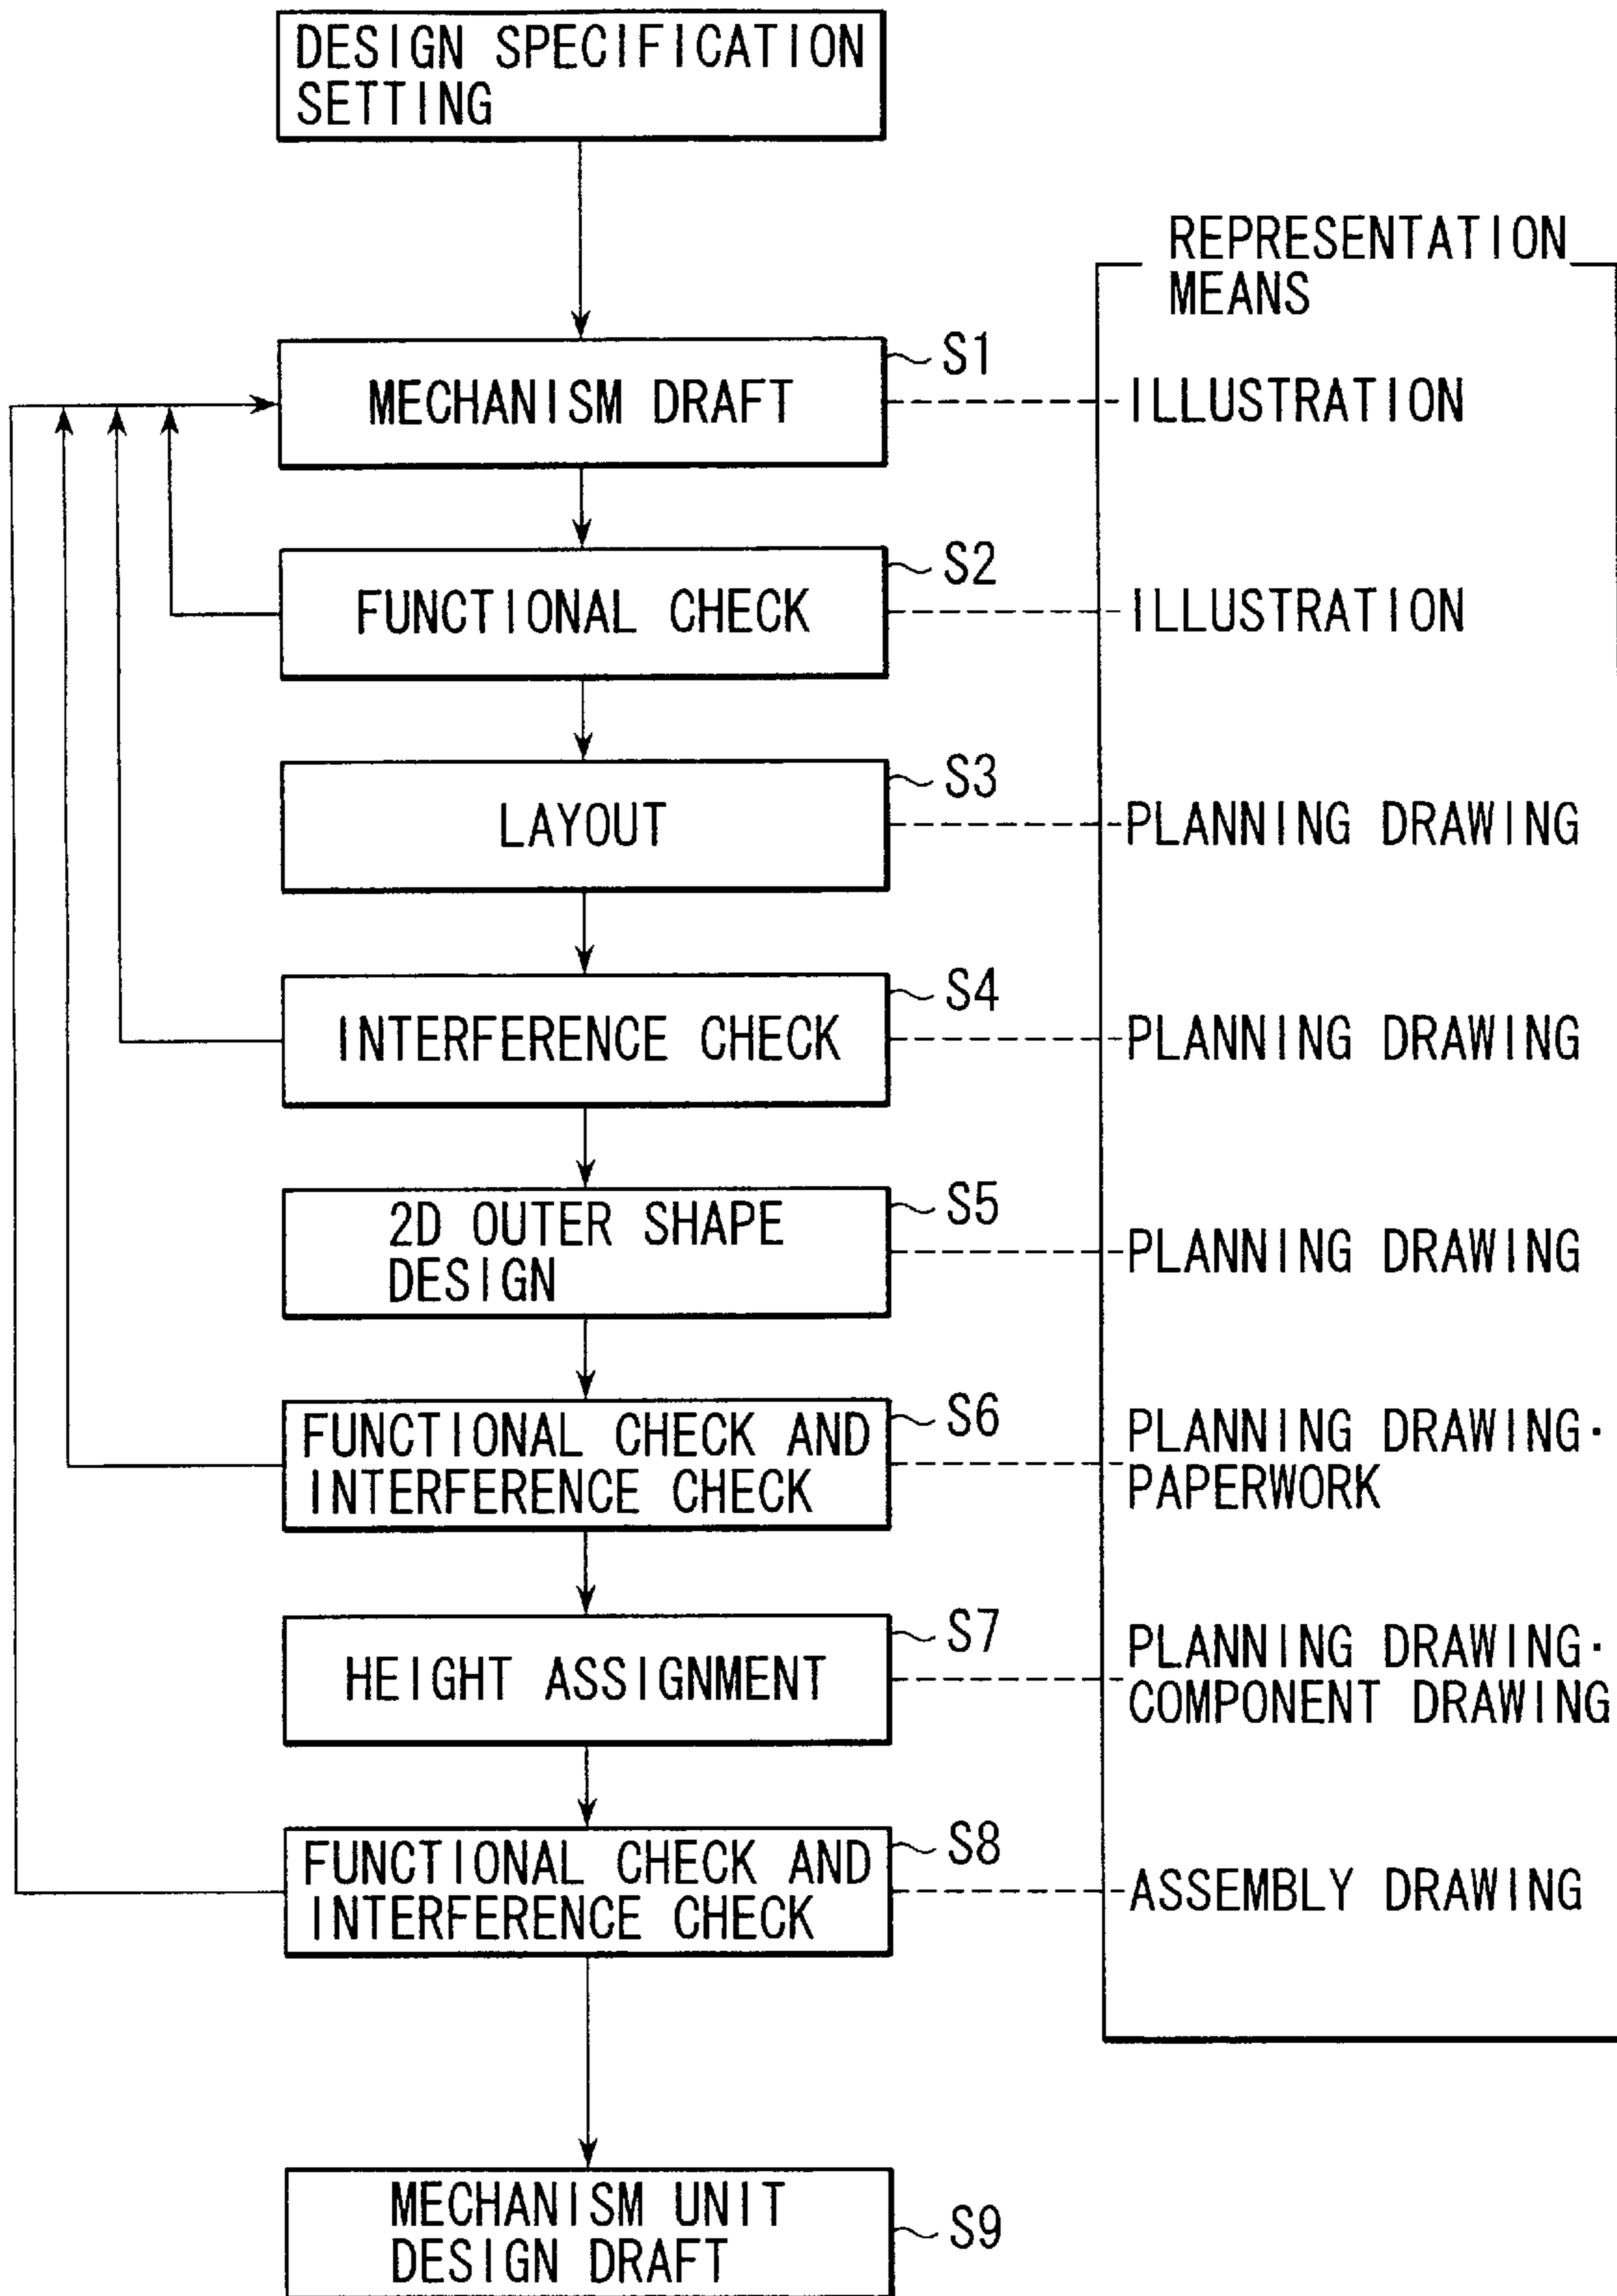 DESIGN SPECIFICATION
SETTING
REPRESENTATION
MEANS
S1
MECHANISM DRAFT
ILLUSTRATION
S2
FUNCTIONAL CHECK
ILLUSTRATION
S3
LAYOUT
PLANNING DRAWING
S4
INTERFERENCE CHECK
PLANNING DRAWING
S5
2D OUTER SHAPE
DESIGN
PLANNING DRAWING
S6
FUNCTIONAL CHECK AND
INTERFERENCE CHECK
PLANNING DRAWING·
PAPERWORK
S7
HEIGHT ASSIGNMENT
PLANNING DRAWING·
COMPONENT DRAWING
S8
FUNCTIONAL CHECK AND
INTERFERENCE CHECK
ASSEMBLY DRAWING
MECHANISM UNIT
DESIGN DRAFT
S9